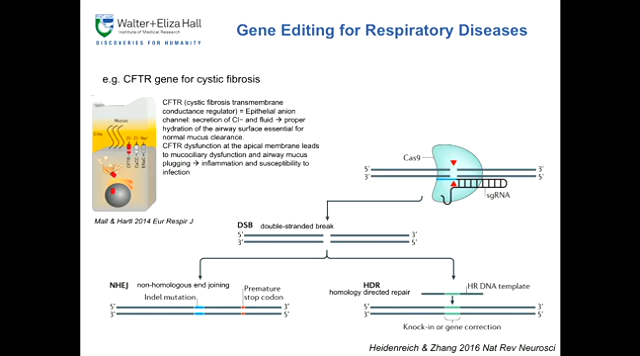 Walter+Eliza Hall
Institute of Medical Research
DISCOVERIES FOR HUMANITY
Gene Editing for Respiratory Diseases
e.g. CFTR gene for cystic fibrosis
Mucus
Cilia
CFTR
CaCC
ENaC
Cl-
Cl-
Na+
CFTR (cystic fibrosis transmembrane
conductance regulator) = Epithelial anion
channel: secretion of Cl– and fluid → proper
hydration of the airway surface essential for
normal mucus clearance.
CFTR dysfunction at the apical membrane leads
to mucociliary dysfunction and airway mucus
plugging → inflammation and susceptibility to
infection
Mall & Hartl 2014 Eur Respir J
Cas9
5' 3'
3' 5'
sgRNA
DSB double-stranded break
5' 3'
3' 5'
NHEJ non-homologous end joining
Indel mutation
Premature
stop codon
5' 3'
3' 5'
HDR
homology directed repair
HR DNA template
5' 3'
3' 5'
Knock-in or gene correction
Heidenreich & Zhang 2016 Nat Rev Neurosci